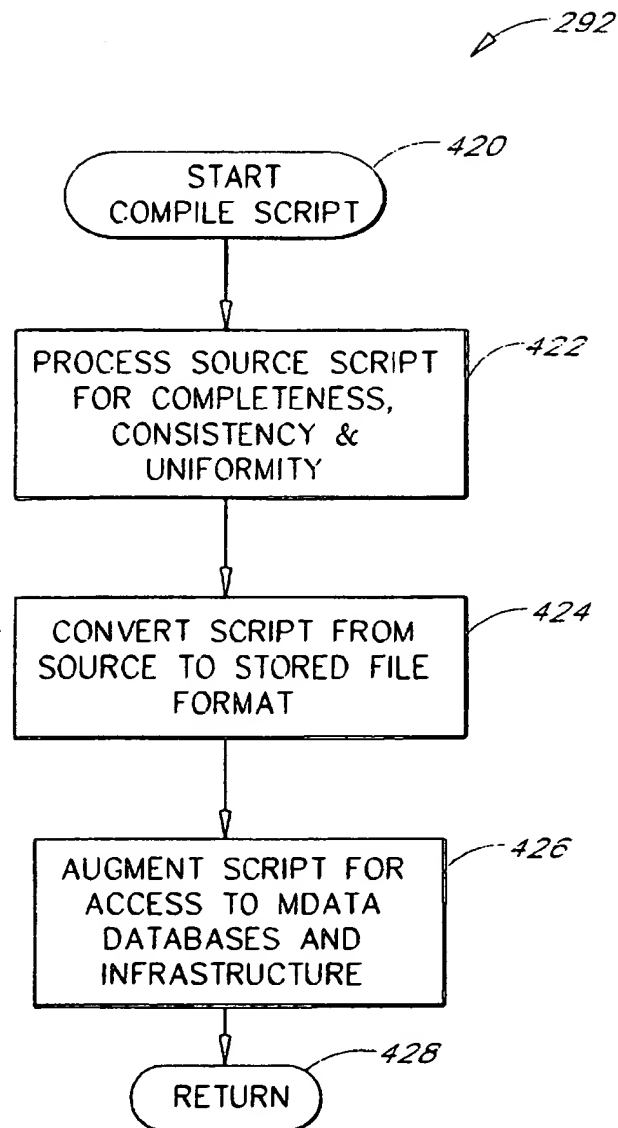 292
420
START
COMPILE SCRIPT
422
PROCESS SOURCE SCRIPT
FOR COMPLETENESS,
CONSISTENCY &
UNIFORMITY
424
CONVERT SCRIPT FROM
SOURCE TO STORED FILE
FORMAT
426
AUGMENT SCRIPT FOR
ACCESS TO MDATA
DATABASES AND
INFRASTRUCTURE
428
RETURN